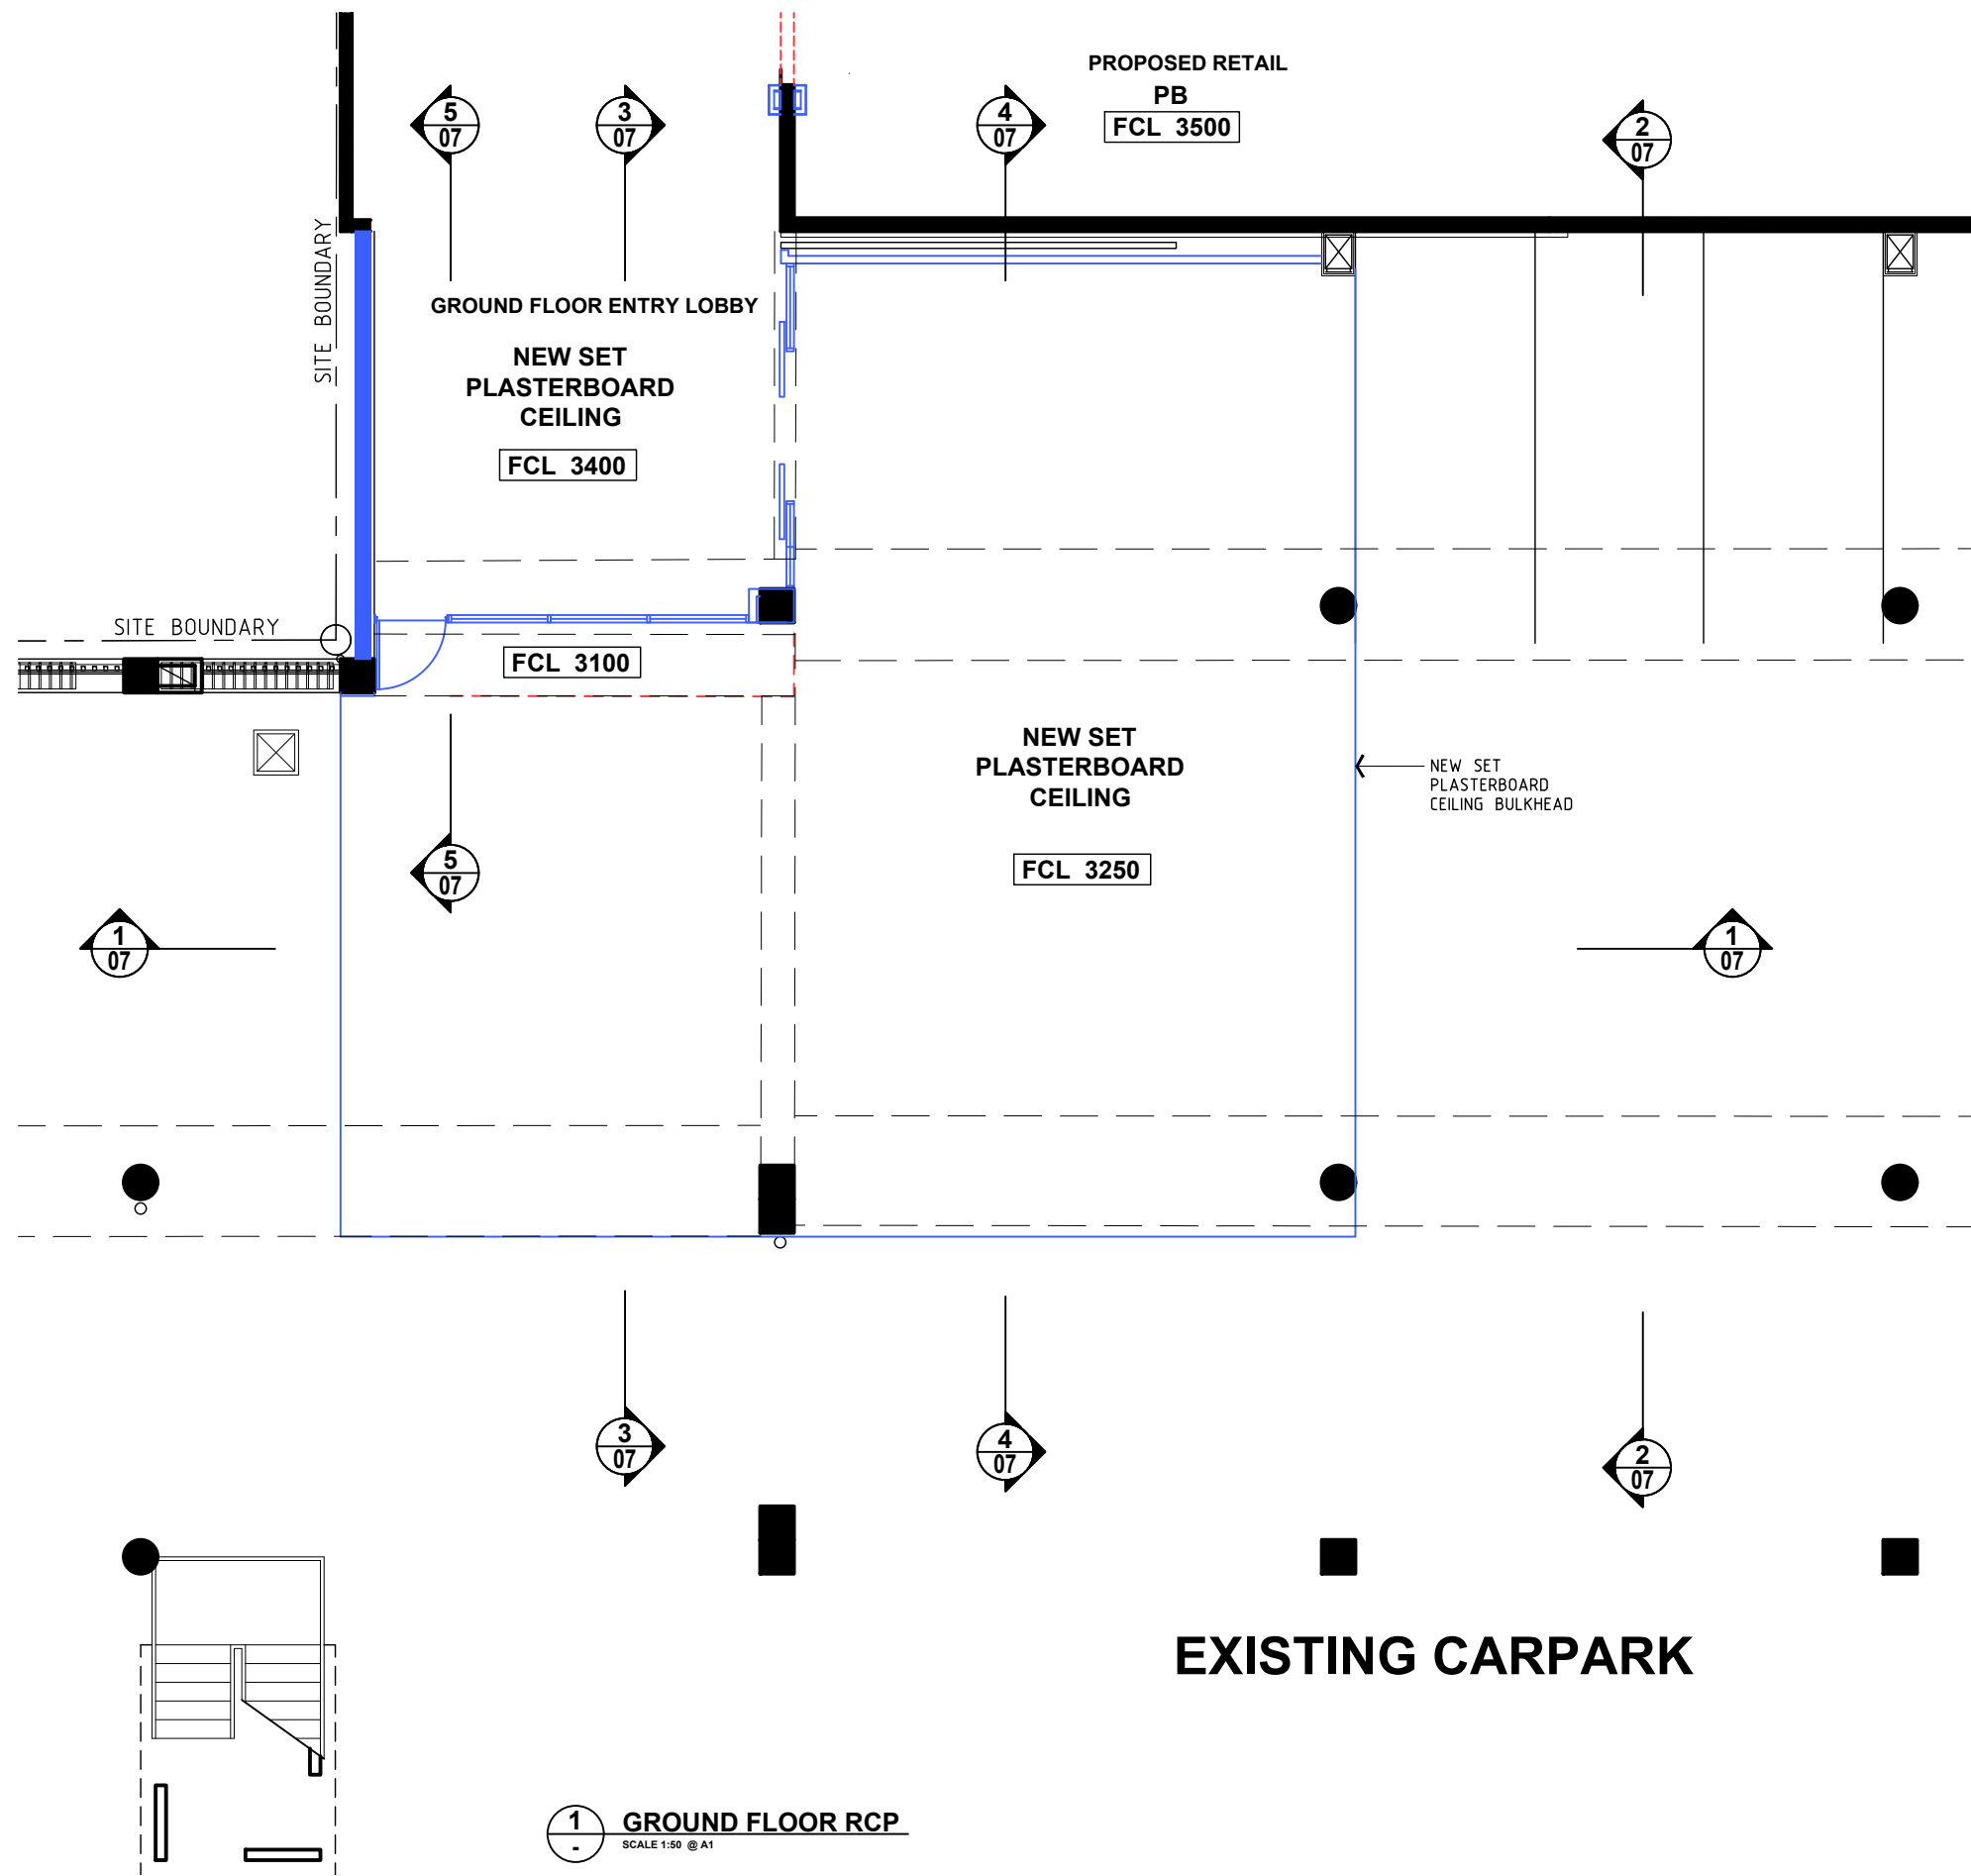 PROPOSED RETAIL
PB
FCL 3500
5
07
3
07
4
07
2
07
SITE BOUNDARY
GROUND FLOOR ENTRY LOBBY
NEW SET
PLASTERBOARD
CEILING
FCL 3400
SITE BOUNDARY
FCL 3100
NEW SET
PLASTERBOARD
CEILING
FCL 3250
NEW SET
PLASTERBOARD
CEILING BULKHEAD
5
07
1
07
1
07
3
07
4
07
2
07
EXISTING CARPARK
1
-
GROUND FLOOR RCP
SCALE 1:50 @ A1